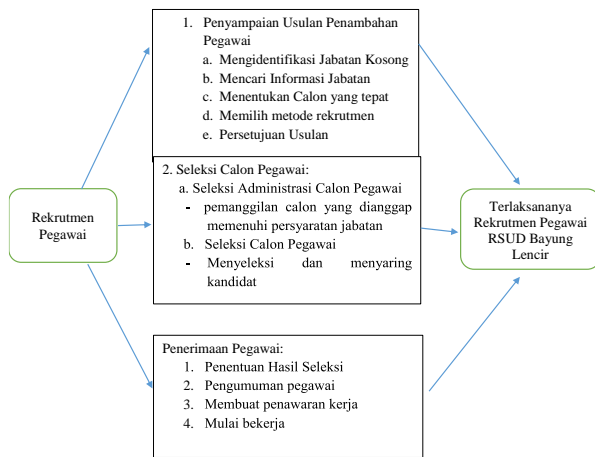 Rekrutmen
Pegawai
1. Penyampaian Usulan Penambahan
Pegawai
a. Mengidentifikasi Jabatan Kosong
b. Mencari Informasi Jabatan
c. Menentukan Calon yang tepat
d. Memilih metode rekrutmen
e. Persetujuan Usulan
2. Seleksi Calon Pegawai:
a. Seleksi Administrasi Calon Pegawai
- pemanggilan calon yang dianggap
memenuhi persyaratan jabatan
b. Seleksi Calon Pegawai
- Menyeleksi dan menyaring
kandidat
Penerimaan Pegawai:
1. Penentuan Hasil Seleksi
2. Pengumuman pegawai
3. Membuat penawaran kerja
4. Mulai bekerja
Terlaksananya
Rekrutmen Pegawai
RSUD Bayung
Lencir